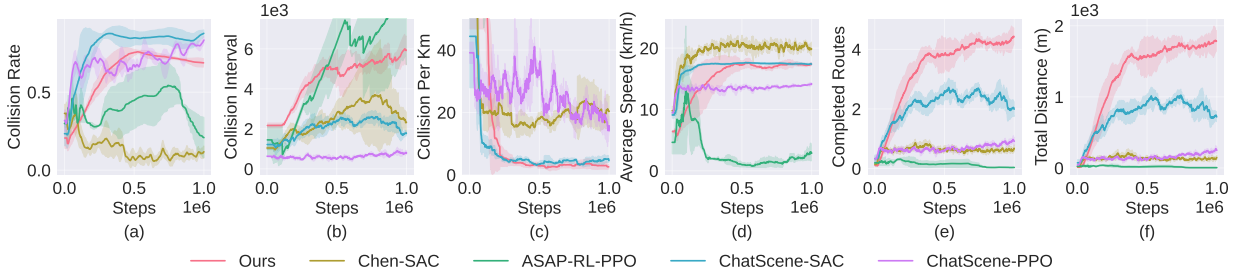 Collision Rate
0.5
0.0
0.0 0.5 1.0
Steps 1e6
(a)
1e3
Collision Interval
6
4
2
0
0.0 0.5 1.0
Steps 1e6
(b)
Collision Per Km
40
20
0
0.0 0.5 1.0
Steps 1e6
(c)
Average Speed (km/h)
20
10
0
0.0 0.5 1.0
Steps 1e6
(d)
Completed Routes
4
2
0
0.0 0.5 1.0
Steps 1e6
(e)
1e3
Total Distance (m)
2
1
0
0.0 0.5 1.0
Steps 1e6
(f)
Ours Chen-SAC ASAP-RL-PPO ChatScene-SAC ChatScene-PPO